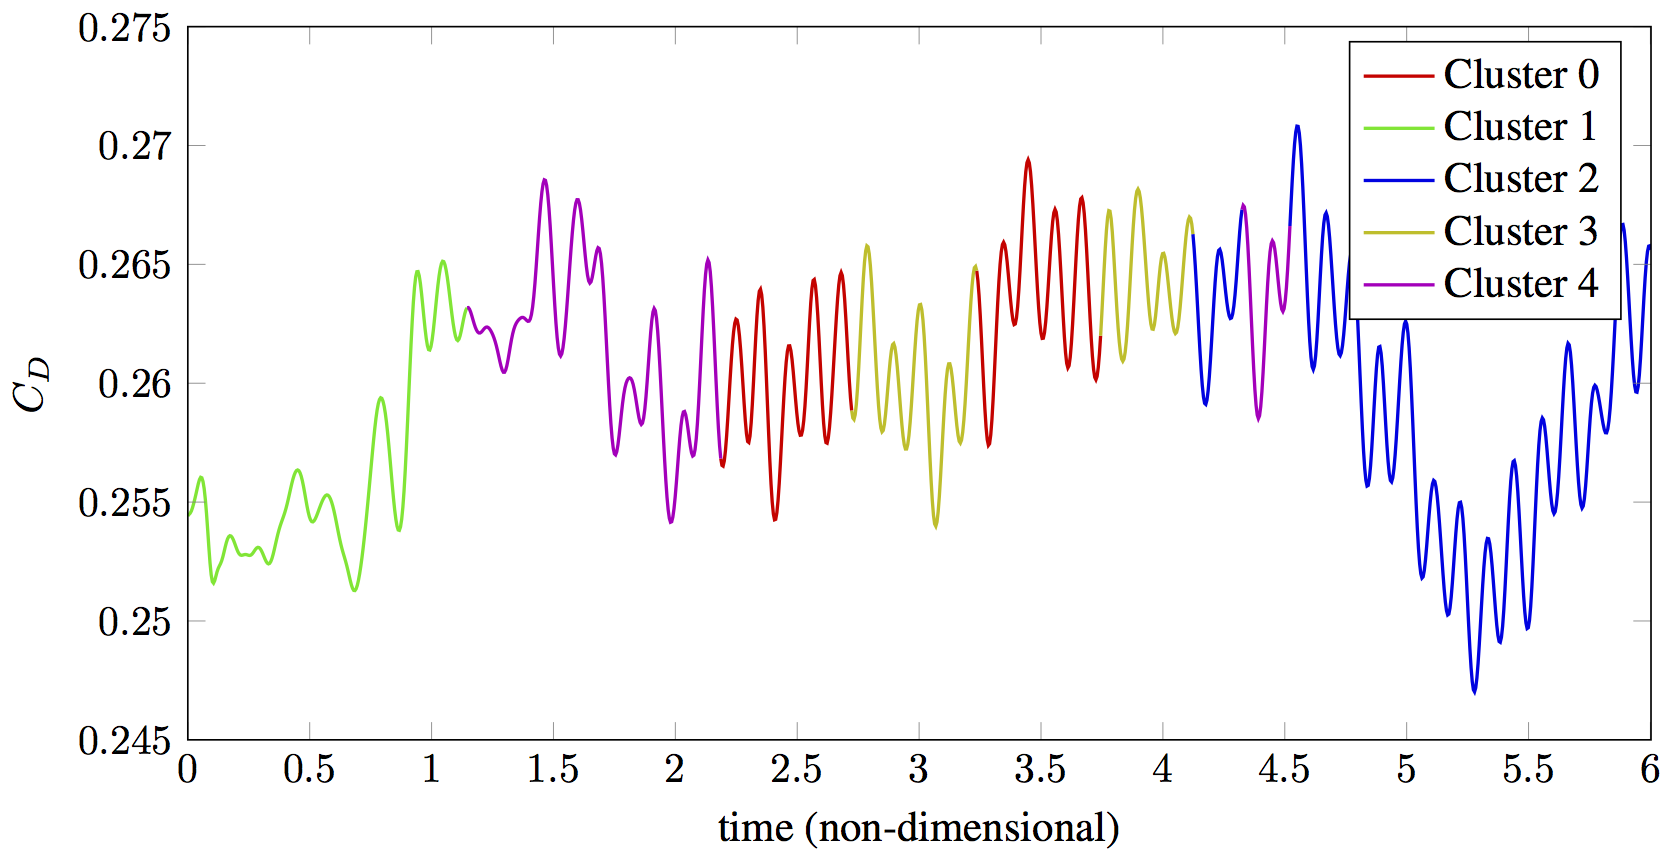 0.275
0.27
0.265
0.26
0.255
0.25
0.245
C_D
0 0.5 1 1.5 2 2.5 3 3.5 4 4.5 5 5.5 6
time (non-dimensional)
Cluster 0
Cluster 1
Cluster 2
Cluster 3
Cluster 4